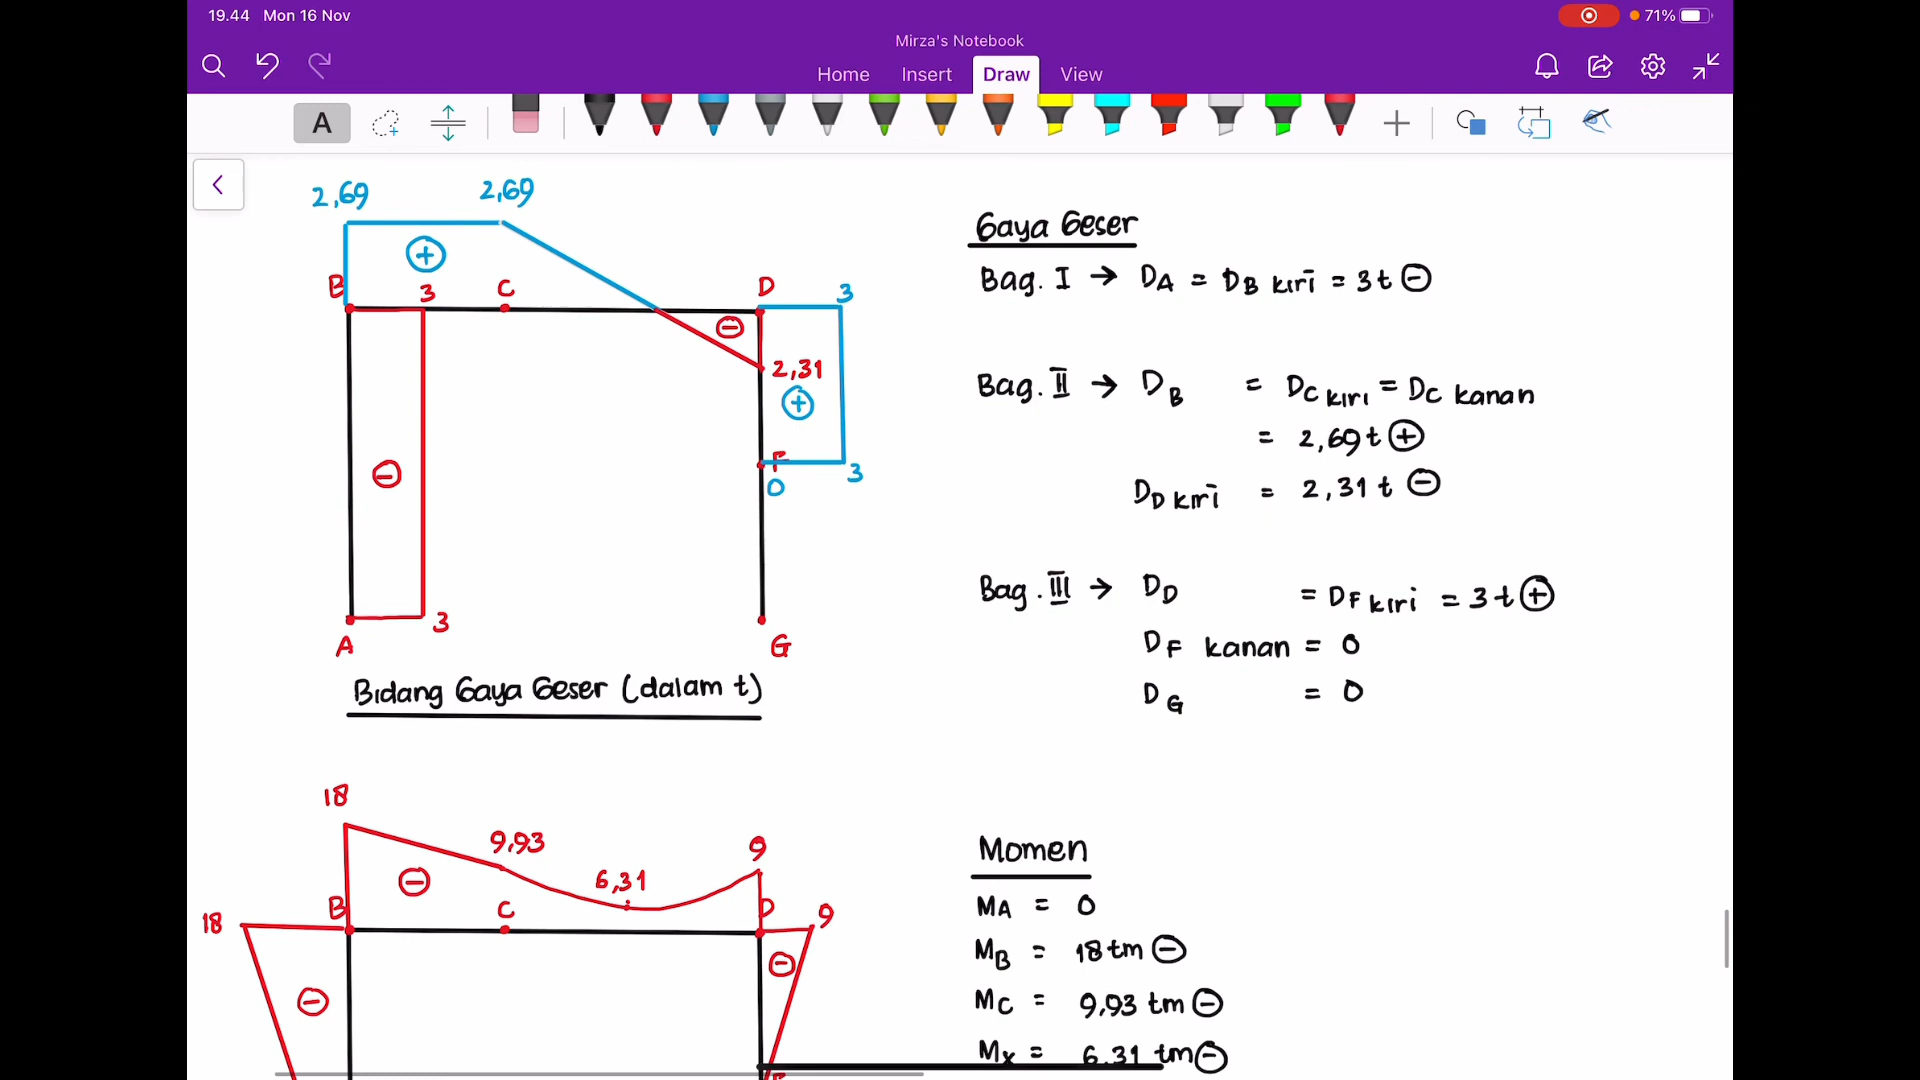 19.44 Mon 16 Nov
71%
Mirza's Notebook
Home Insert Draw View
A
2,69 2,69
+
B 3 C D 3
−
2,31
+
−
F 3
0
A 3 G
Bidang Gaya Geser (dalam t)
Gaya Geser
Bag. I → DA = DB kiri = 3 t ⊖
Bag. II → DB = DC kiri = DC kanan
= 2,69 t ⊕
DD kiri = 2,31 t ⊖
Bag. III → DD = DF kiri = 3 t ⊕
DF kanan = 0
DG = 0
18
9,93
6,31
9
−
18 B C D 9
−
−
Momen
MA = 0
MB = 18 tm ⊖
MC = 9,93 tm ⊖
Mx = 6,31 tm ⊖